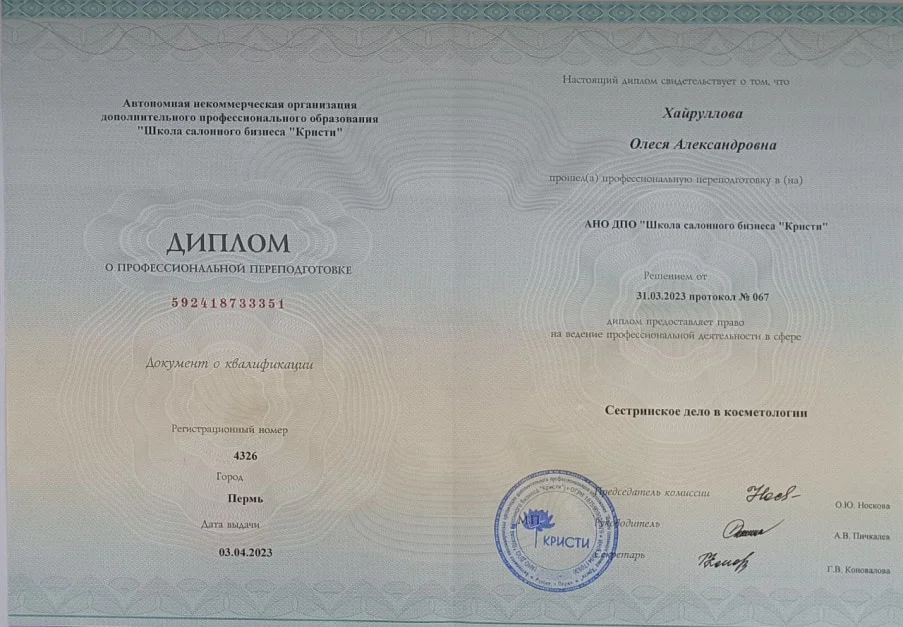 Автономная некоммерческая организация
дополнительного профессионального образования
"Школа салонного бизнеса "Кристи"
ДИПЛОМ
О ПРОФЕССИОНАЛЬНОЙ ПЕРЕПОДГОТОВКЕ
592418733351
Документ о квалификации
Регистрационный номер
4326
Город
Пермь
Дата выдачи
03.04.2023
Настоящий диплом свидетельствует о том, что
Хайруллова
Олеся Александровна
прошел(а) профессиональную переподготовку в (на)
АНО ДПО "Школа салонного бизнеса "Кристи"
Решением от
31.03.2023 протокол № 067
диплом предоставляет право
на ведение профессиональной деятельности в сфере
Сестринское дело в косметологии
Председатель комиссии
О.Ю. Носкова
М.П.
Руководитель
А.В. Пичкалев
КРИСТИ
Секретарь
Г.В. Коновалова